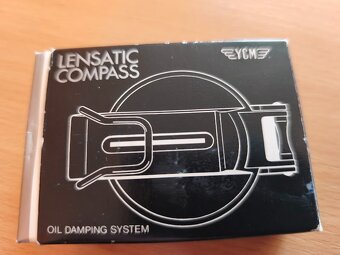 LENSATIC
COMPASS
YCM
OIL DAMPING SYSTEM